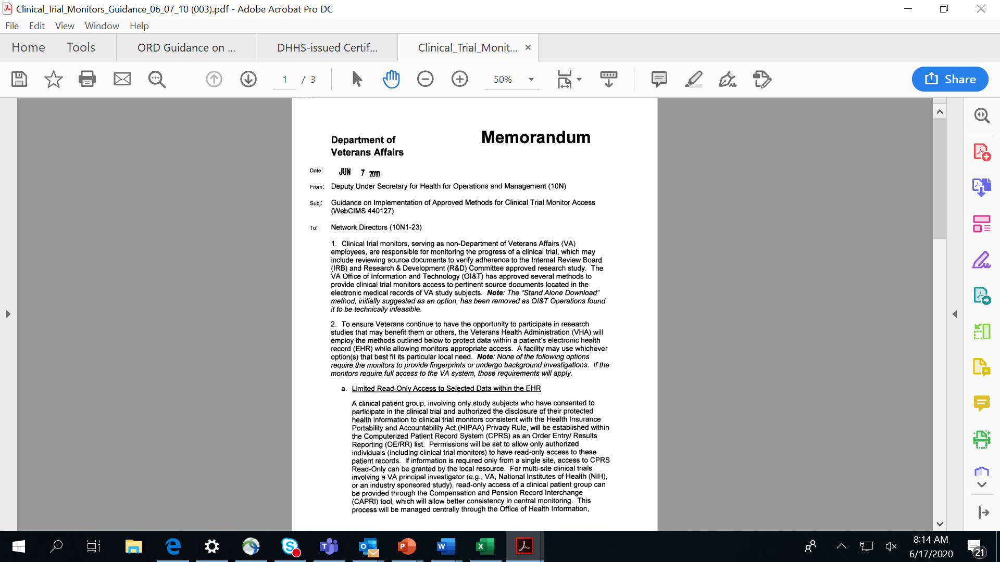 Clinical_Trial_Monitors_Guidance_06_07_10 (003).pdf - Adobe Acrobat Pro DC
File Edit View Window Help
Home Tools ORD Guidance on ... DHHS-issued Certif... Clinical_Trial_Monit... ×
1 / 3 50% Share
Memorandum
Department of
Veterans Affairs
Date: JUN 7 2010
From: Deputy Under Secretary for Health for Operations and Management (10N)
Subj: Guidance on Implementation of Approved Methods for Clinical Trial Monitor Access
(WebCIMS 440127)
To: Network Directors (10N1-23)
1. Clinical trial monitors, serving as non-Department of Veterans Affairs (VA)
employees, are responsible for monitoring the progress of a clinical trial, which may
include reviewing source documents to verify adherence to the Internal Review Board
(IRB) and Research & Development (R&D) Committee approved research study. The
VA Office of Information and Technology (OI&T) has approved several methods to
provide clinical trial monitors access to pertinent source documents located in the
electronic medical records of VA study subjects. Note: The “Stand Alone Download”
method, initially suggested as an option, has been removed as OI&T Operations found
it to be technically infeasible.
2. To ensure Veterans continue to have the opportunity to participate in research
studies that may benefit them or others, the Veterans Health Administration (VHA) will
employ the methods outlined below to protect data within a patient's electronic health
record (EHR) while allowing monitors appropriate access. A facility may use whichever
option(s) that best fit its particular local need. Note: None of the following options
require the monitors to provide fingerprints or undergo background investigations. If the
monitors require full access to the VA system, those requirements will apply.
a. Limited Read-Only Access to Selected Data within the EHR
A clinical patient group, involving only study subjects who have consented to
participate in the clinical trial and authorized the disclosure of their protected
health information to clinical trial monitors consistent with the Health Insurance
Portability and Accountability Act (HIPAA) Privacy Rule, will be established within
the Computerized Patient Record System (CPRS) as an Order Entry/ Results
Reporting (OE/RR) list. Permissions will be set to allow only authorized
individuals (including clinical trial monitors) to have read-only access to these
patient records. If information is required only from a single site, access to CPRS
Read-Only can be granted by the local resource. For multi-site clinical trials
involving a VA principal investigator (e.g., VA, National Institutes of Health (NIH),
or an industry sponsored study), read-only access of a clinical patient group can
be provided through the Compensation and Pension Record Interchange
(CAPRI) tool, which will allow better consistency in central monitoring. This
process will be managed centrally through the Office of Health Information,
8:14 AM
6/17/2020
21